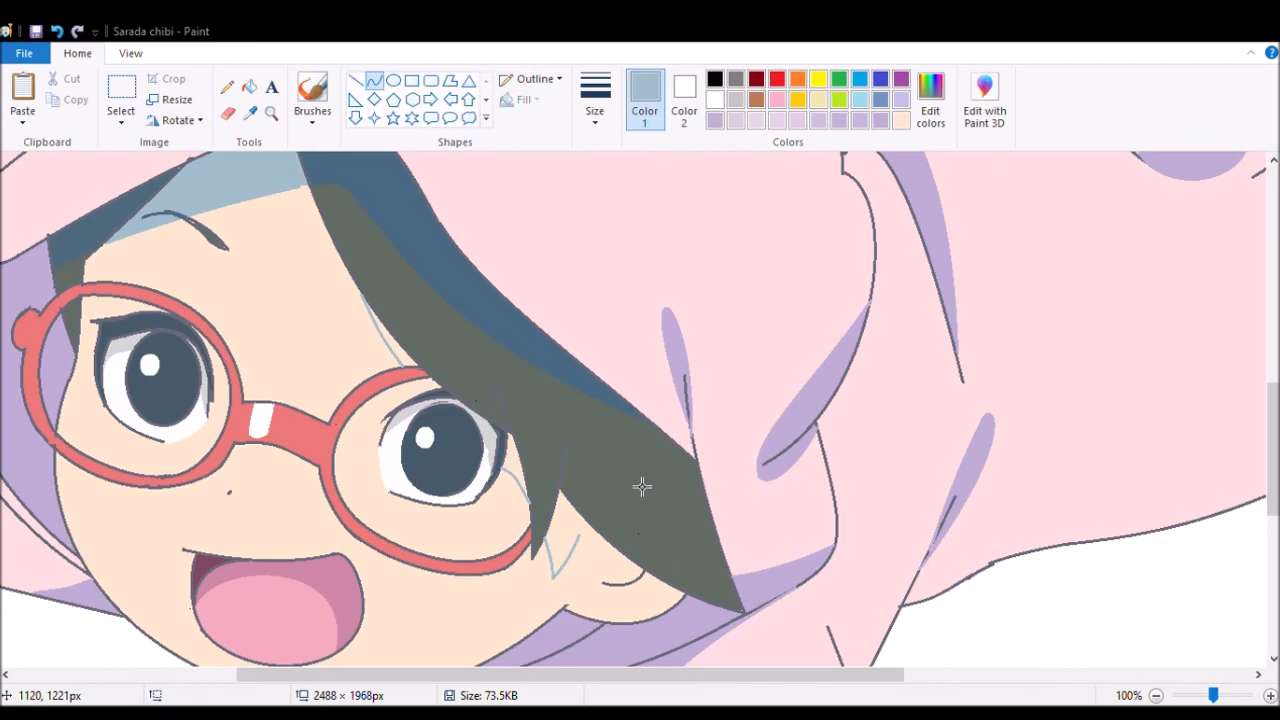 Sarada chibi - Paint
File Home View
Paste
Select
Cut
Copy
Crop
Resize
Rotate
A
Brushes
Outline
Fill
Size
Color
1
Color
2
Edit
colors
Edit with
Paint 3D
Clipboard Image Tools Shapes Colors
1120, 1221px 2488 × 1968px Size: 73.5KB 100%